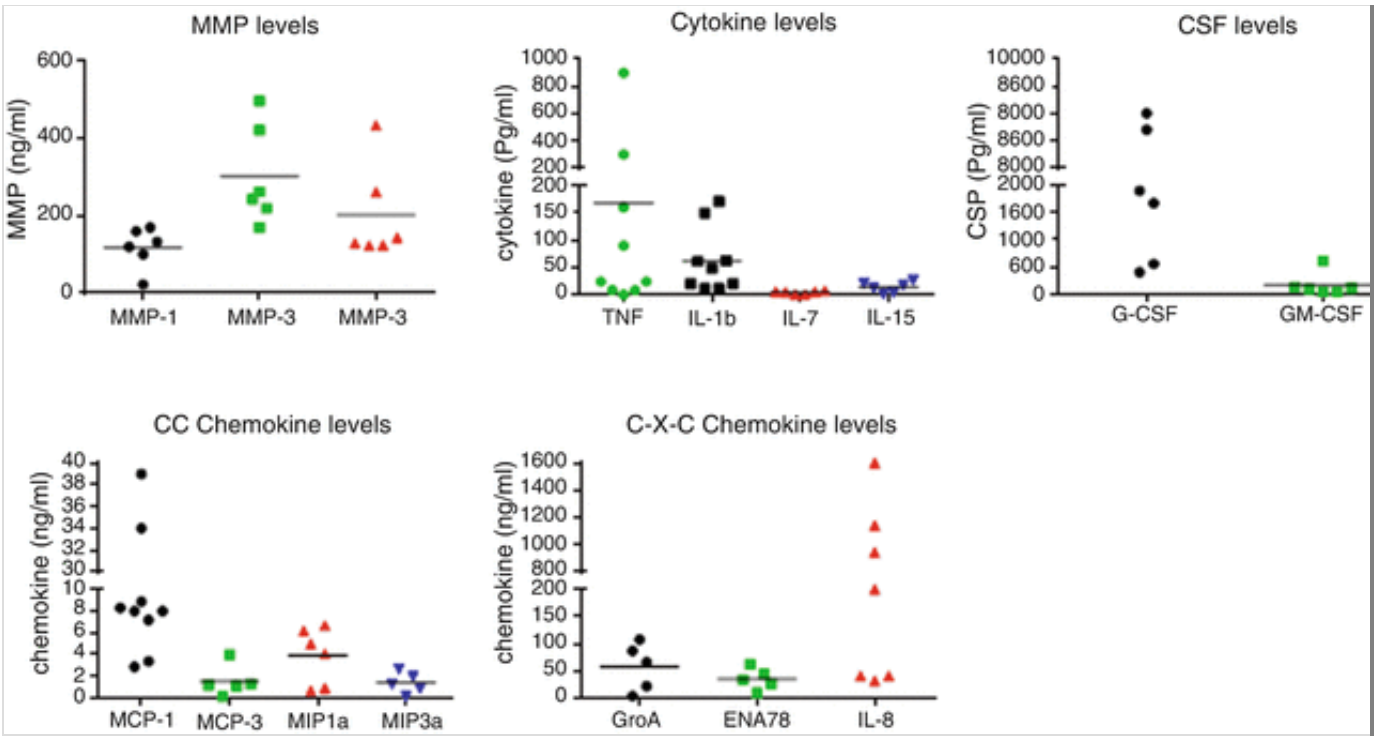 MMP levels
MMP (ng/ml)
600
400
200
0
MMP-1
MMP-3
MMP-3
Cytokine levels
cytokine (Pg/ml)
1000
800
600
400
200
200
150
100
50
0
TNF
IL-1b
IL-7
IL-15
CSF levels
CSP (Pg/ml)
10000
8600
8000
8600
8000
2000
1600
1000
600
0
G-CSF
GM-CSF
CC Chemokine levels
chemokine (ng/ml)
40
38
36
34
32
30
10
8
6
4
2
0
MCP-1
MCP-3
MIP1a
MIP3a
C-X-C Chemokine levels
chemokine (ng/ml)
1600
1400
1200
1000
800
200
150
100
50
0
GroA
ENA78
IL-8